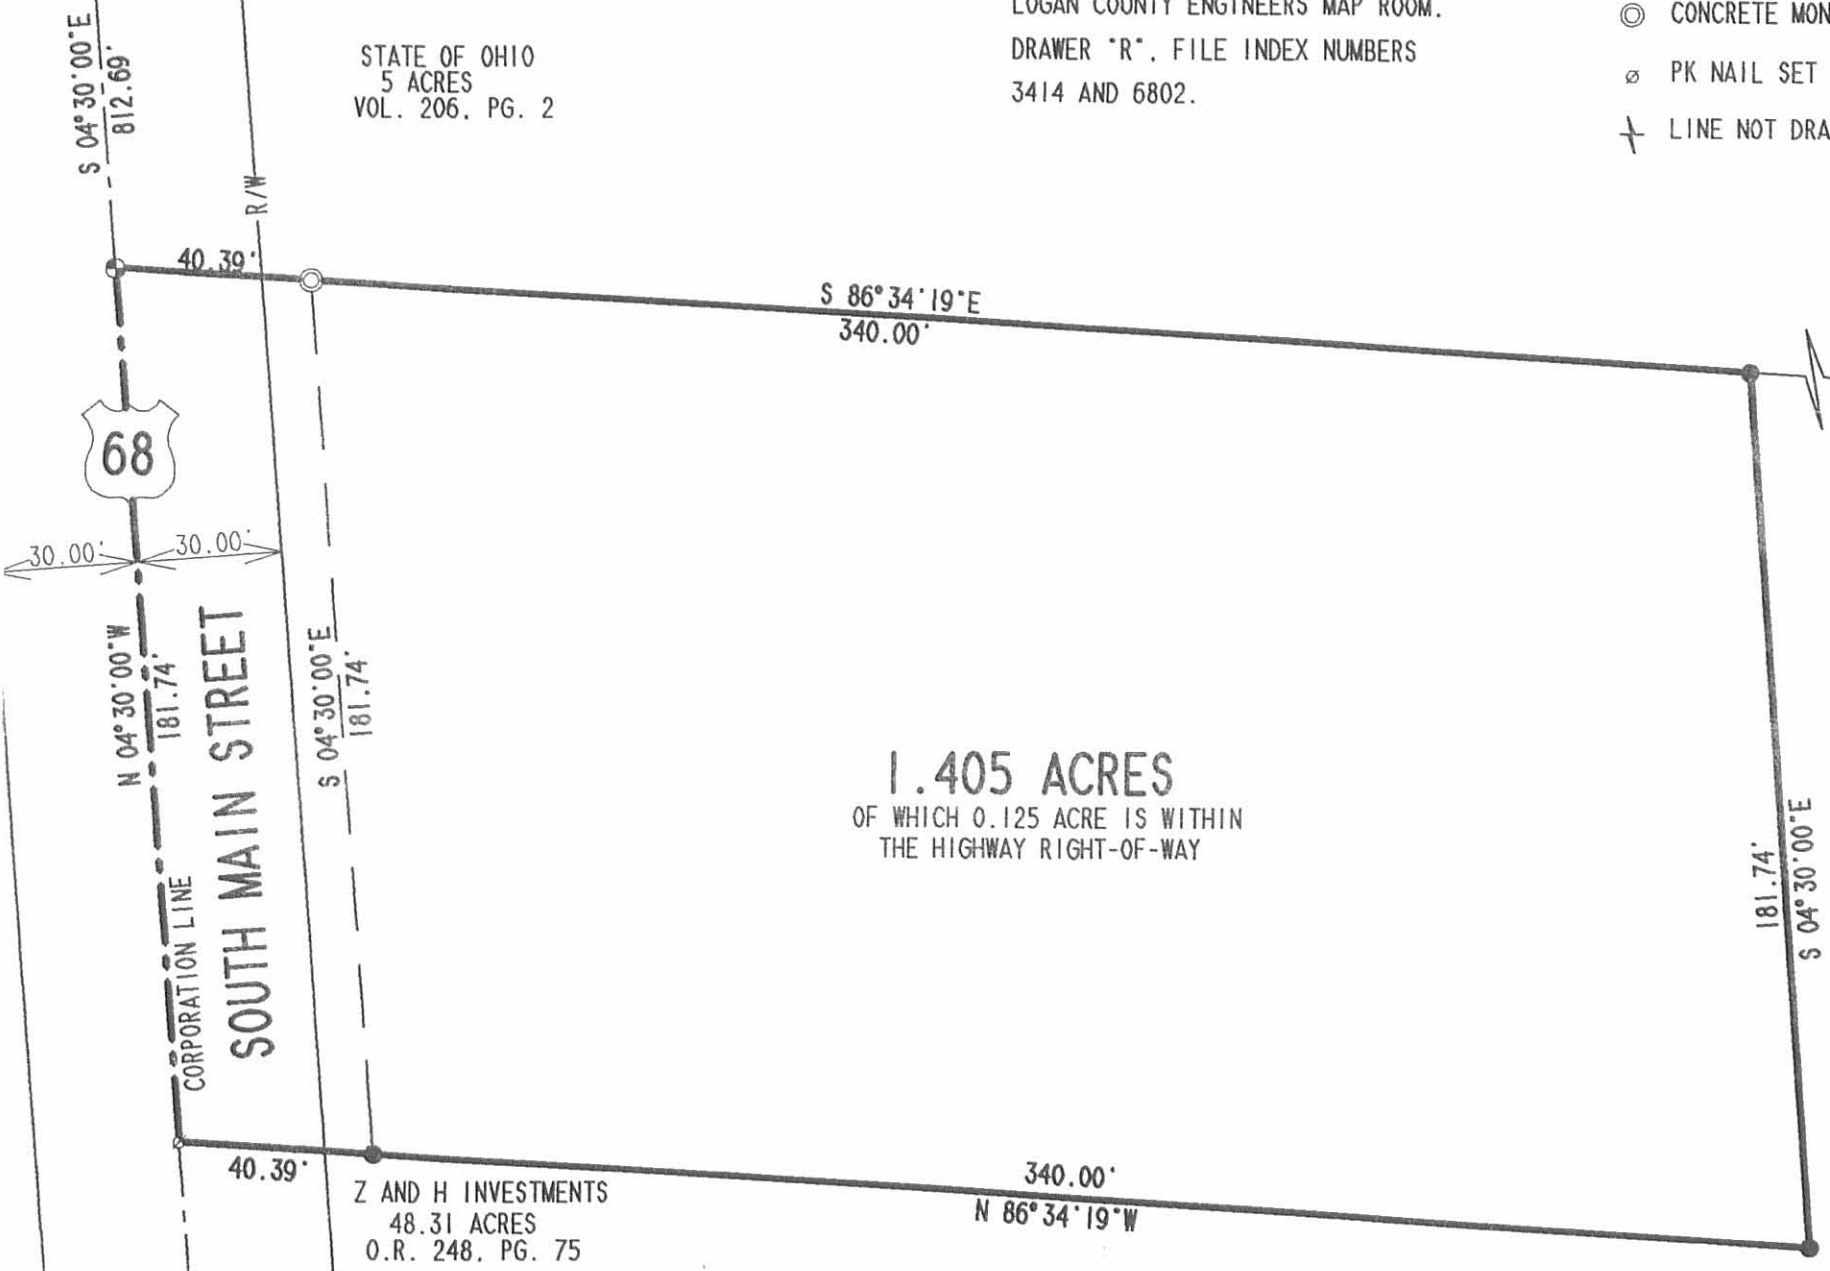 LOGAN COUNTY ENGINEERS MAP ROOM.
DRAWER "R", FILE INDEX NUMBERS
3414 AND 6802.
CONCRETE MON
PK NAIL SET
LINE NOT DRA
STATE OF OHIO
5 ACRES
VOL. 206, PG. 2
S 04°30'00"E
812.69'
R/W
40.39'
S 86°34'19"E
340.00'
68
30.00'
30.00'
N 04°30'00"W
181.74'
SOUTH MAIN STREET
S 04°30'00"E
181.74'
CORPORATION LINE
1.405 ACRES
OF WHICH 0.125 ACRE IS WITHIN
THE HIGHWAY RIGHT-OF-WAY
181.74'
S 04°30'00"E
40.39'
340.00'
N 86°34'19"W
Z AND H INVESTMENTS
48.31 ACRES
O.R. 248, PG. 75